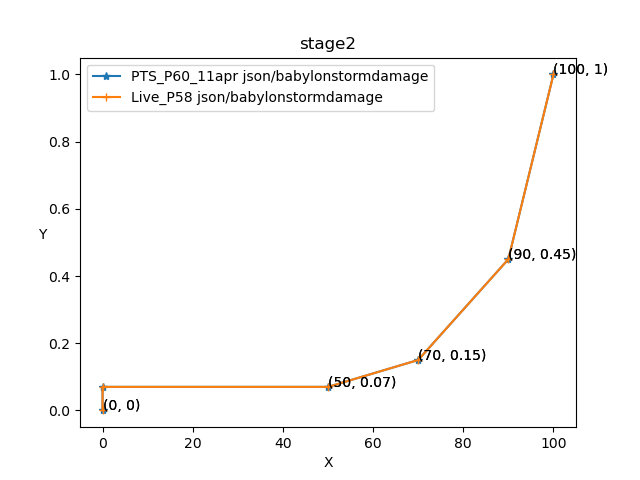 stage2
PTS_P60_11apr json/babylonstormdamage
Live_P58 json/babylonstormdamage
(100, 1)
(90, 0.45)
(70, 0.15)
(50, 0.07)
(0, 0)
1.0
0.8
0.6
0.4
0.2
0.0
Y
0 20 40 60 80 100
X